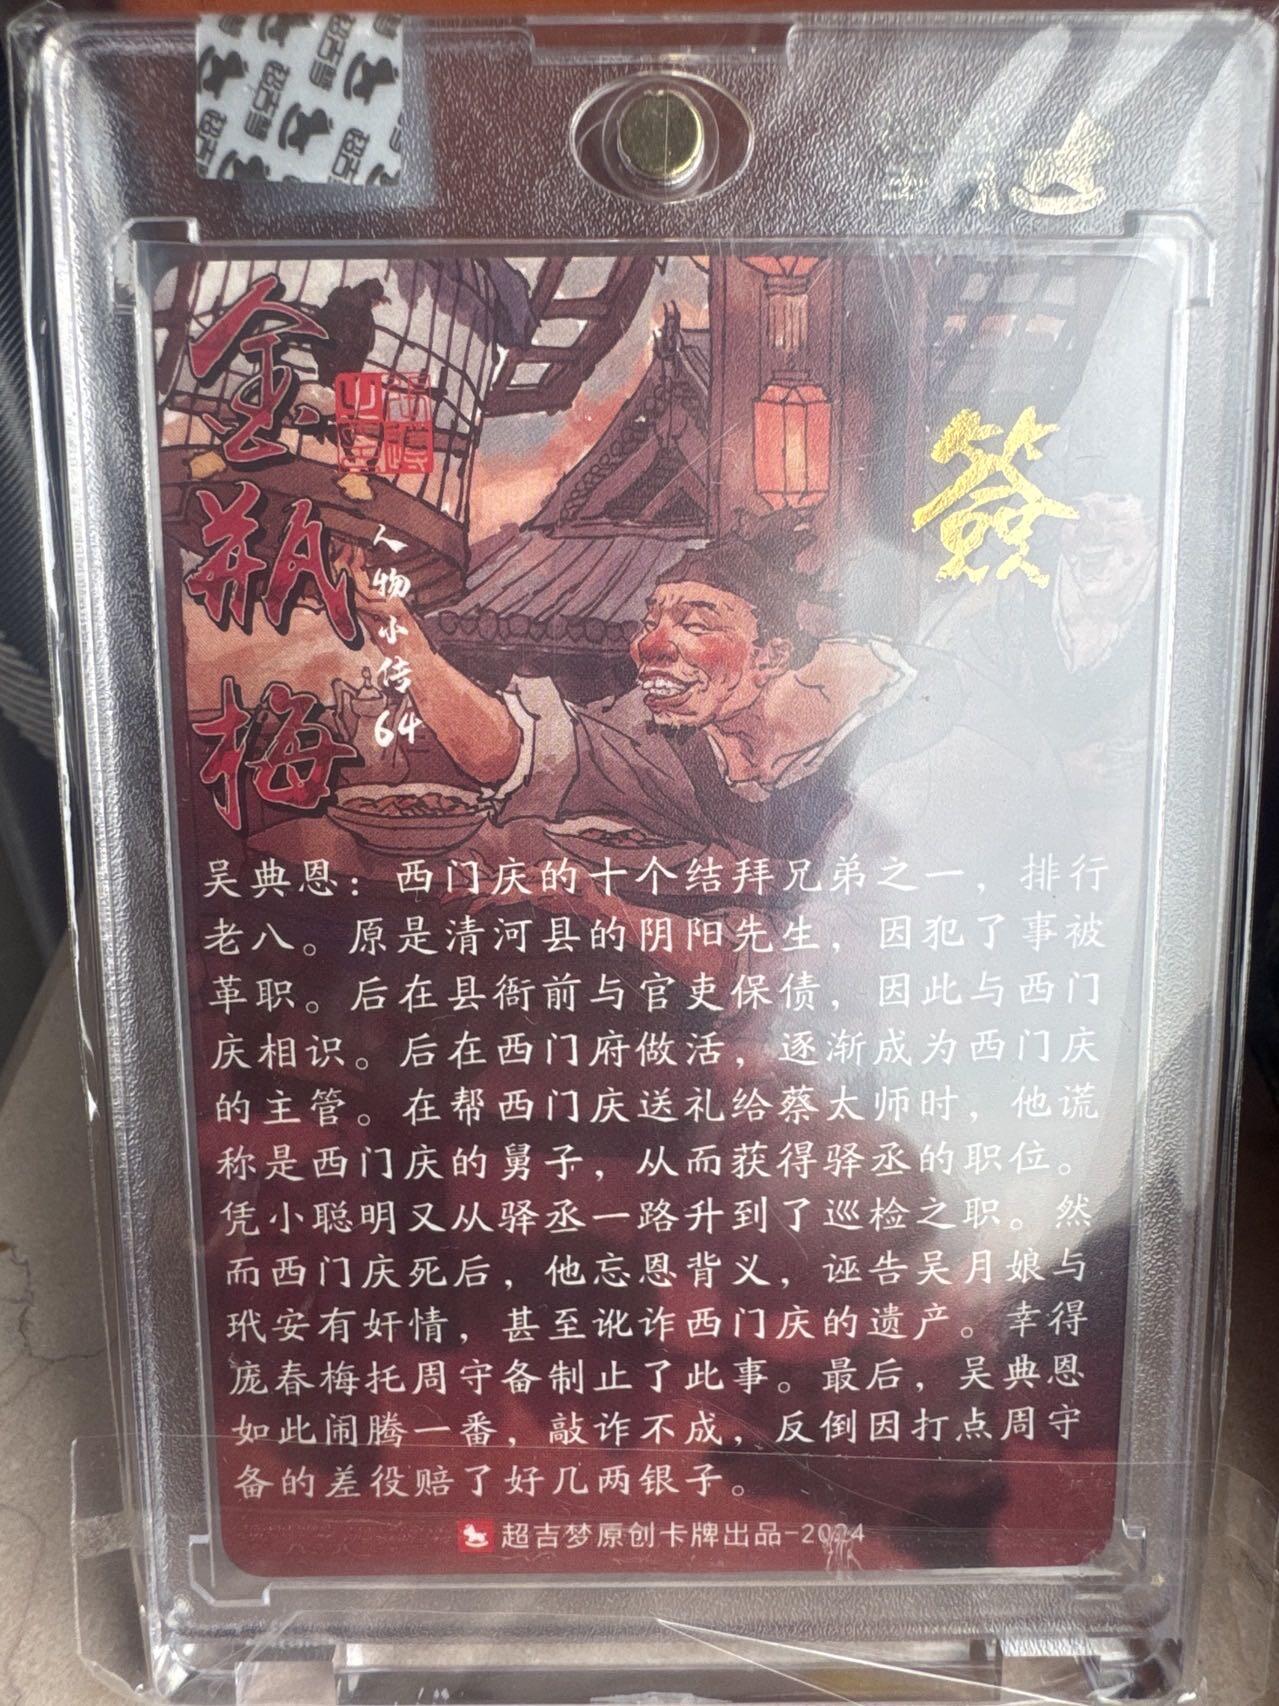 超吉梦
金瓶梅
人物小传
64
簽
吴典恩：西门庆的十个结拜兄弟之一，排行
老八。原是清河县的阴阳先生，因犯了事被
革职。后在县衙前与官吏保债，因此与西门
庆相识。后在西门府做活，逐渐成为西门庆
的主管。在帮西门庆送礼给蔡太师时，他谎
称是西门庆的舅子，从而获得驿丞的职位。
凭小聪明又从驿丞一路升到了巡检之职。然
而西门庆死后，他忘恩背义，诬告吴月娘与
玳安有奸情，甚至讹诈西门庆的遗产。幸得
庞春梅托周守备制止了此事。最后，吴典恩
如此闹腾一番，敲诈不成，反倒因打点周守
备的差役赔了好几两银子。
超吉梦原创卡牌出品-2024